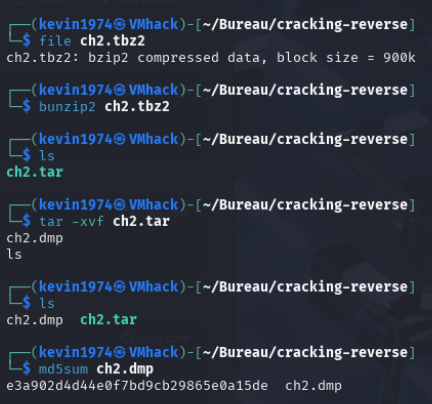 ┌──(kevin1974㉿VMhack)-[~/Bureau/cracking-reverse]
└─$ file ch2.tbz2
ch2.tbz2: bzip2 compressed data, block size = 900k
┌──(kevin1974㉿VMhack)-[~/Bureau/cracking-reverse]
└─$ bunzip2 ch2.tbz2
┌──(kevin1974㉿VMhack)-[~/Bureau/cracking-reverse]
└─$ ls
ch2.tar
┌──(kevin1974㉿VMhack)-[~/Bureau/cracking-reverse]
└─$ tar -xvf ch2.tar
ch2.dmp
ls
┌──(kevin1974㉿VMhack)-[~/Bureau/cracking-reverse]
└─$ ls
ch2.dmp  ch2.tar
┌──(kevin1974㉿VMhack)-[~/Bureau/cracking-reverse]
└─$ md5sum ch2.dmp
e3a902d4d44e0f7bd9cb29865e0a15de  ch2.dmp